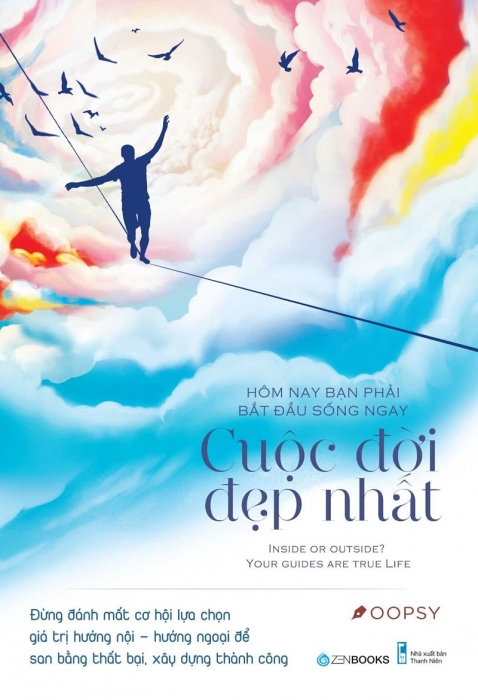 HÔM NAY BẠN PHẢI
BẮT ĐẦU SỐNG NGAY
Cuộc đời
đẹp nhất
INSIDE OR OUTSIDE?
YOUR GUIDES ARE TRUE LIFE
Đừng đánh mất cơ hội lựa chọn
giá trị hướng nội – hướng ngoại để
san bằng thất bại, xây dựng thành công
OOPSY
ZENBOOKS
Nhà xuất bản
Thanh Niên